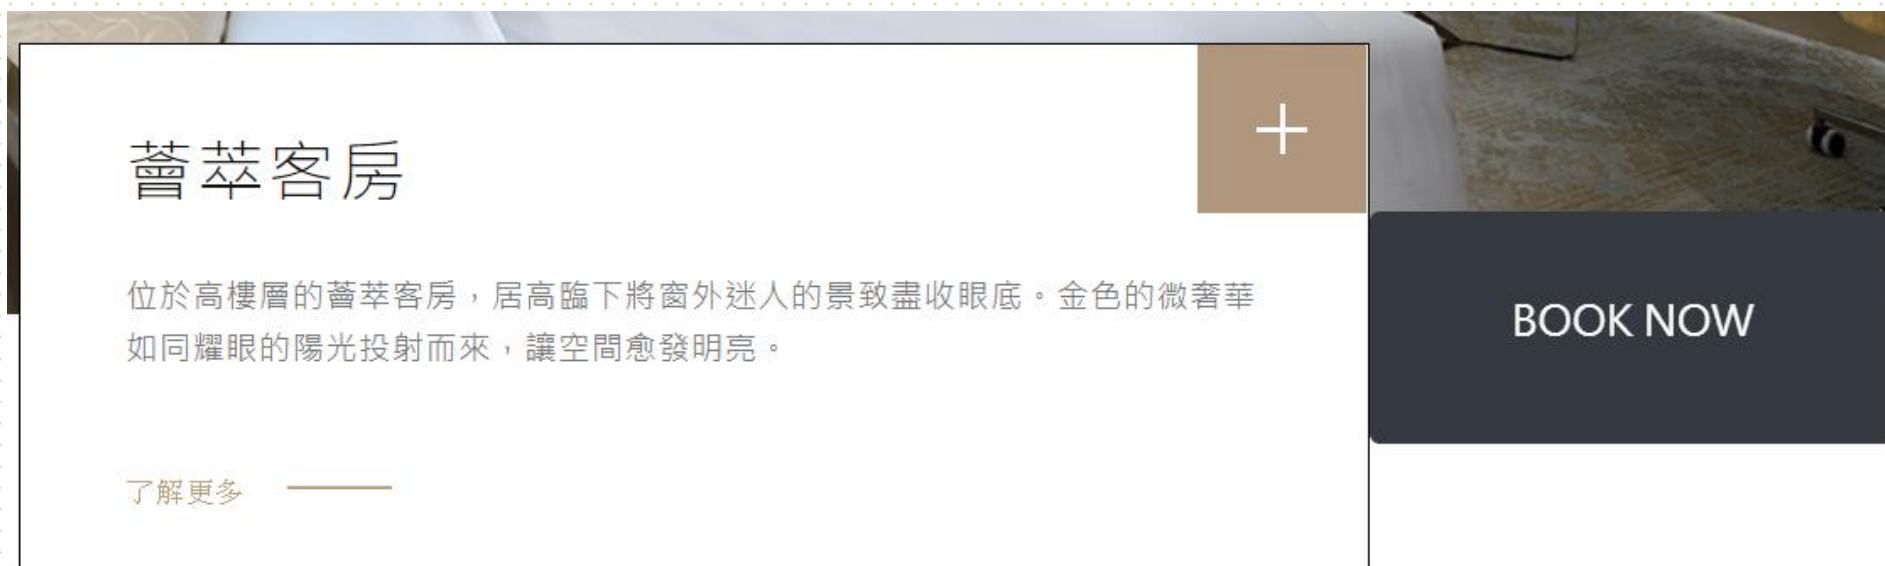 薈萃客房
位於高樓層的薈萃客房，居高臨下將窗外迷人的景致盡收眼底。金色的微奢華
如同耀眼的陽光投射而來，讓空間愈發明亮。
了解更多
BOOK NOW